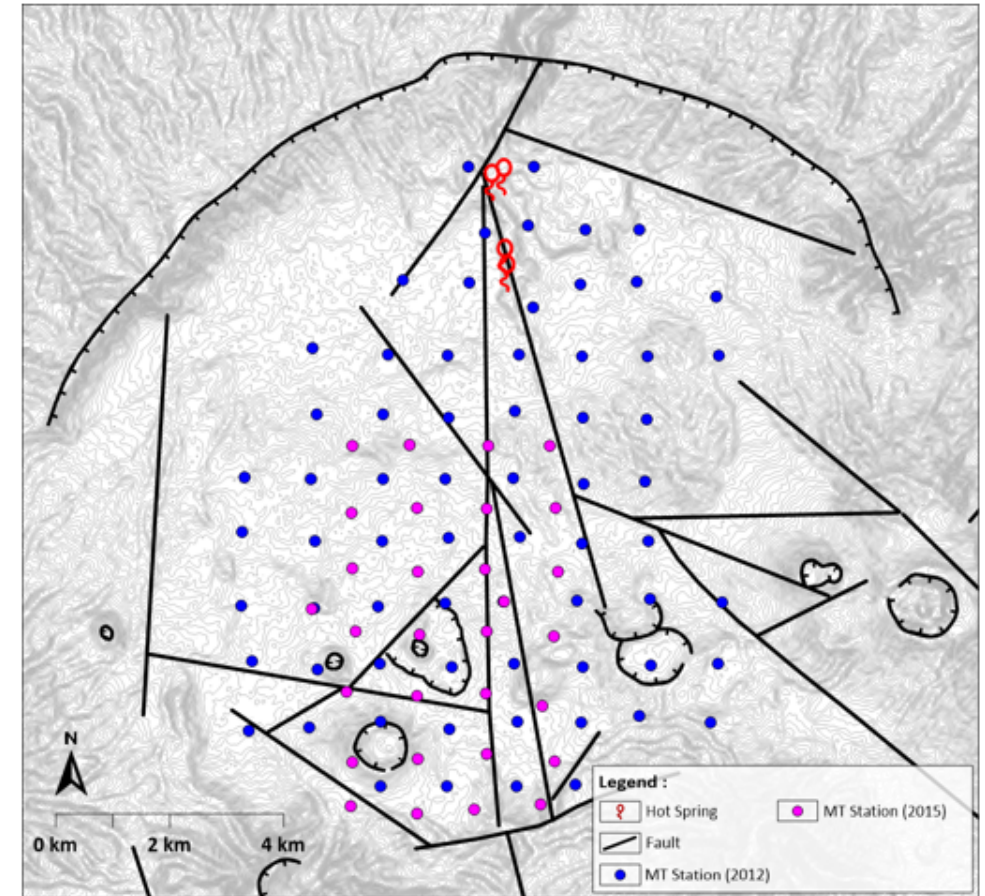 N
0 km 2 km 4 km
Legend :
Hot Spring
MT Station (2015)
Fault
MT Station (2012)